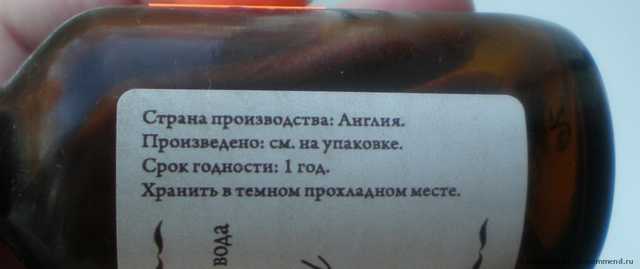 Страна производства: Англия.
Произведено: см. на упаковке.
Срок годности: 1 год.
Хранить в темном прохладном месте.
вода